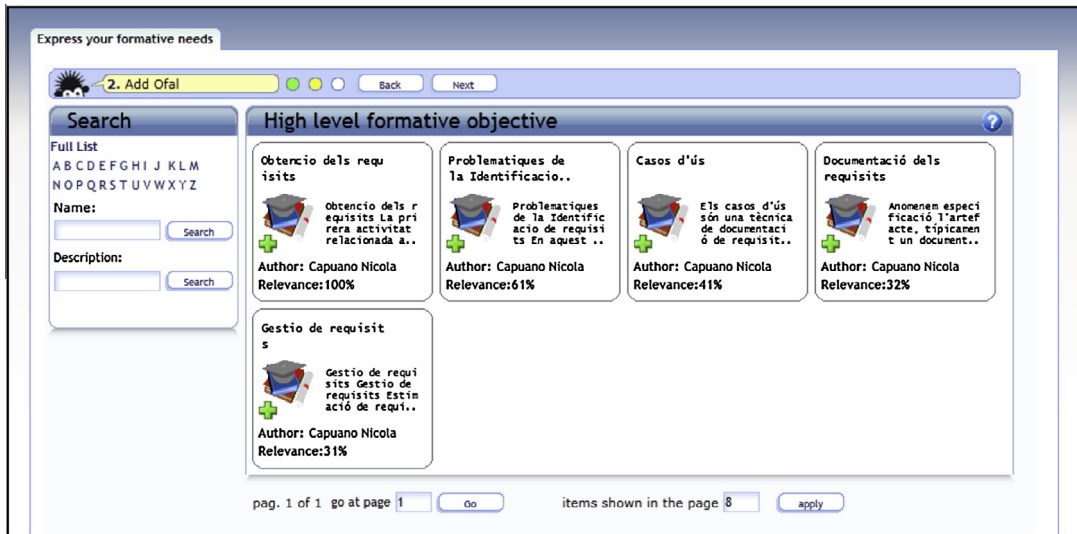 Express your formative needs
2. Add Ofal
Back
Next
Search
Full List
A B C D E F G H I J K L M
N O P Q R S T U V W X Y Z
Name:
Search
Description:
Search
High level formative objective
?
Obtencio dels requ
isits
Obtencio dels r
equisits La pri
rera activitat
relacionada a..
Author: Capuano Nicola
Relevance:100%
Problematiques de
la Identificacio..
Problematiques
de la Identific
acio de requisi
ts En aquest ..
Author: Capuano Nicola
Relevance:61%
Casos d'ús
Els casos d'ús
són una tècnica
de documentaci
ó de requisit..
Author: Capuano Nicola
Relevance:41%
Documentació dels
requisits
Anomenem especi
ficació l'artef
acte, típicamen
t un document..
Author: Capuano Nicola
Relevance:32%
Gestio de requisit
s
Gestio de requi
sits Gestio de
requisits Estim
ació de requi..
Author: Capuano Nicola
Relevance:31%
pag. 1 of 1 go at page 1 Go
items shown in the page 8 apply